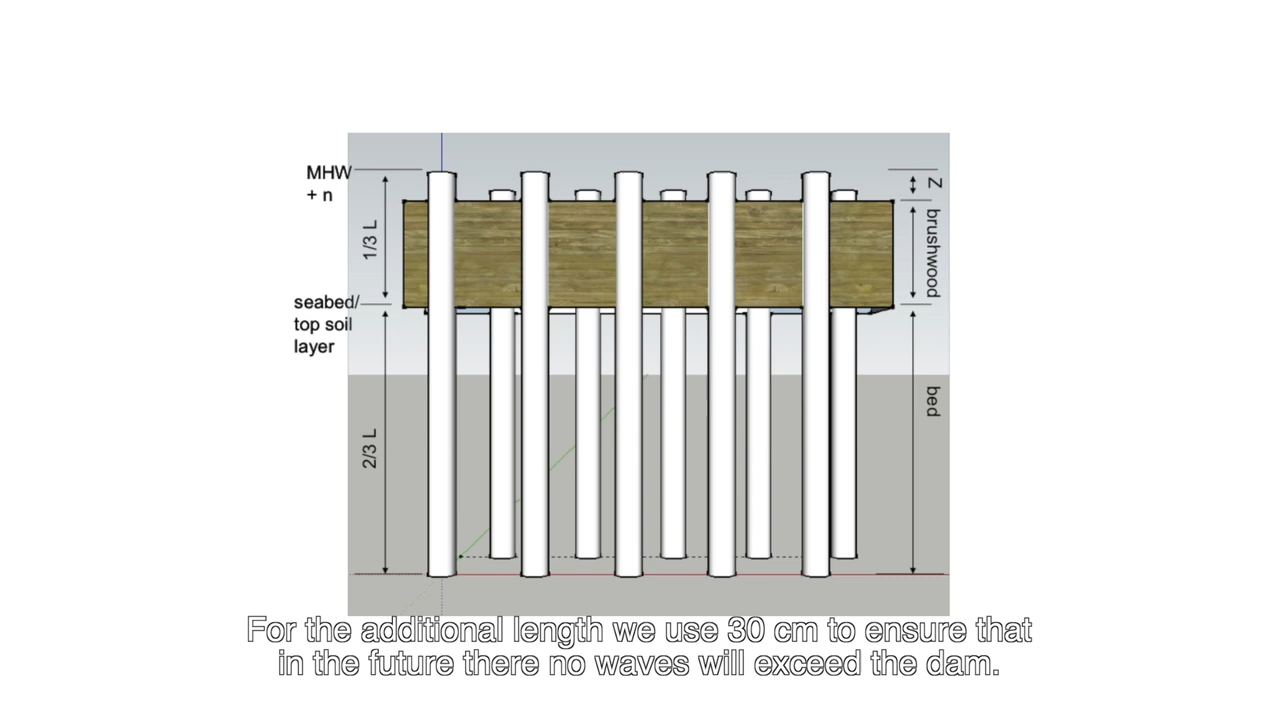 MHW
+ n
1/3 L
seabed/
top soil
layer
2/3 L
Z
brushwood
bed
For the additional length we use 30 cm to ensure that
in the future there no waves will exceed the dam.